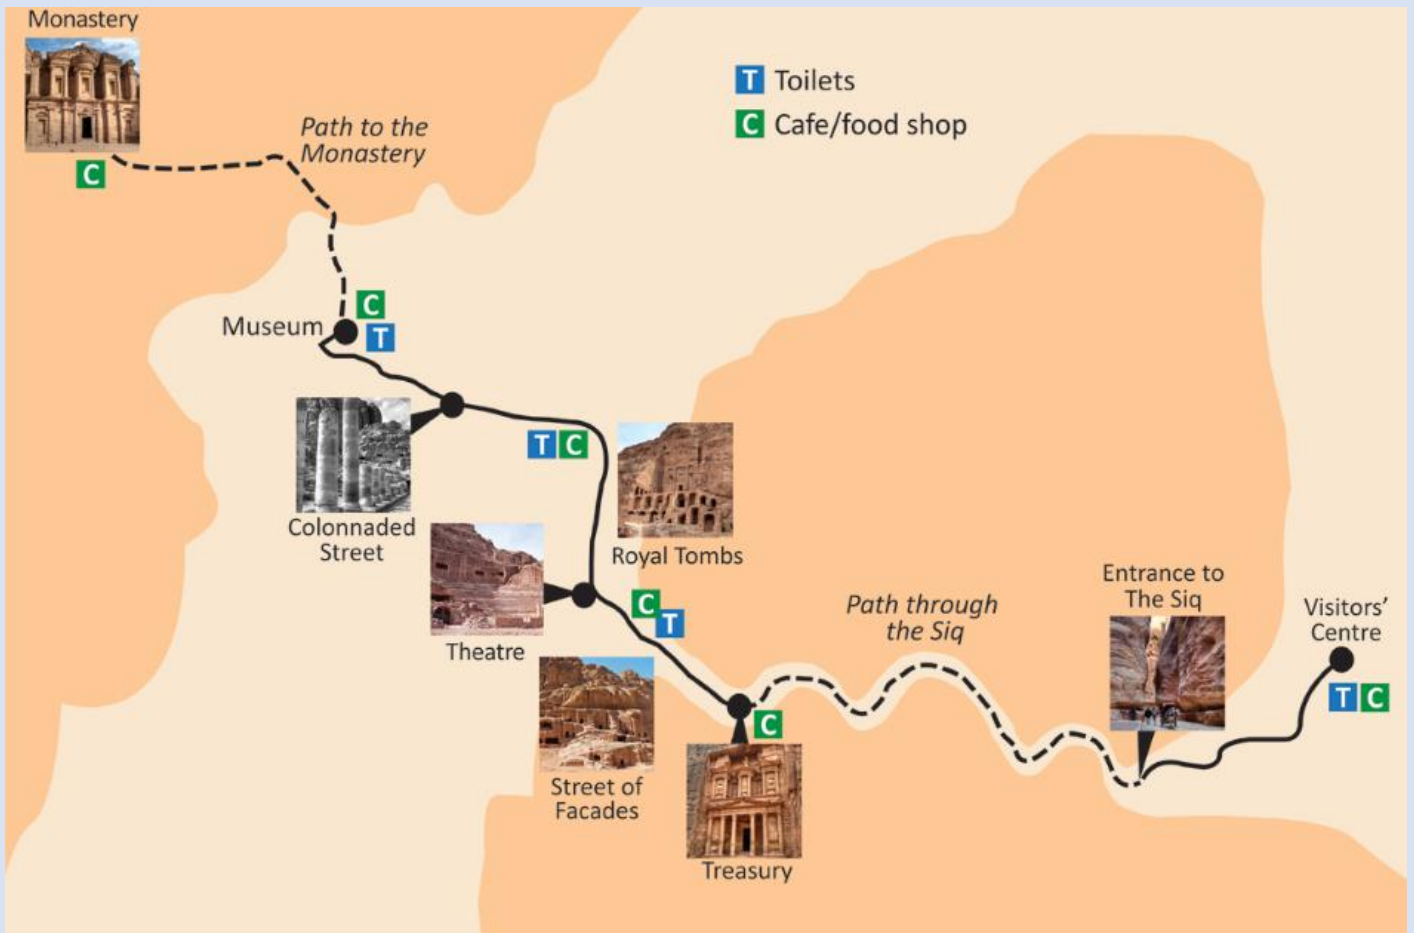 Monastery
T Toilets
C Cafe/food shop
Path to the
Monastery
C
C
Museum
T
T C
Colonnaded
Street
Royal Tombs
Entrance to
The Siq
C
T
Path through
the Siq
Visitors'
Centre
Theatre
T C
C
Street of
Facades
Treasury